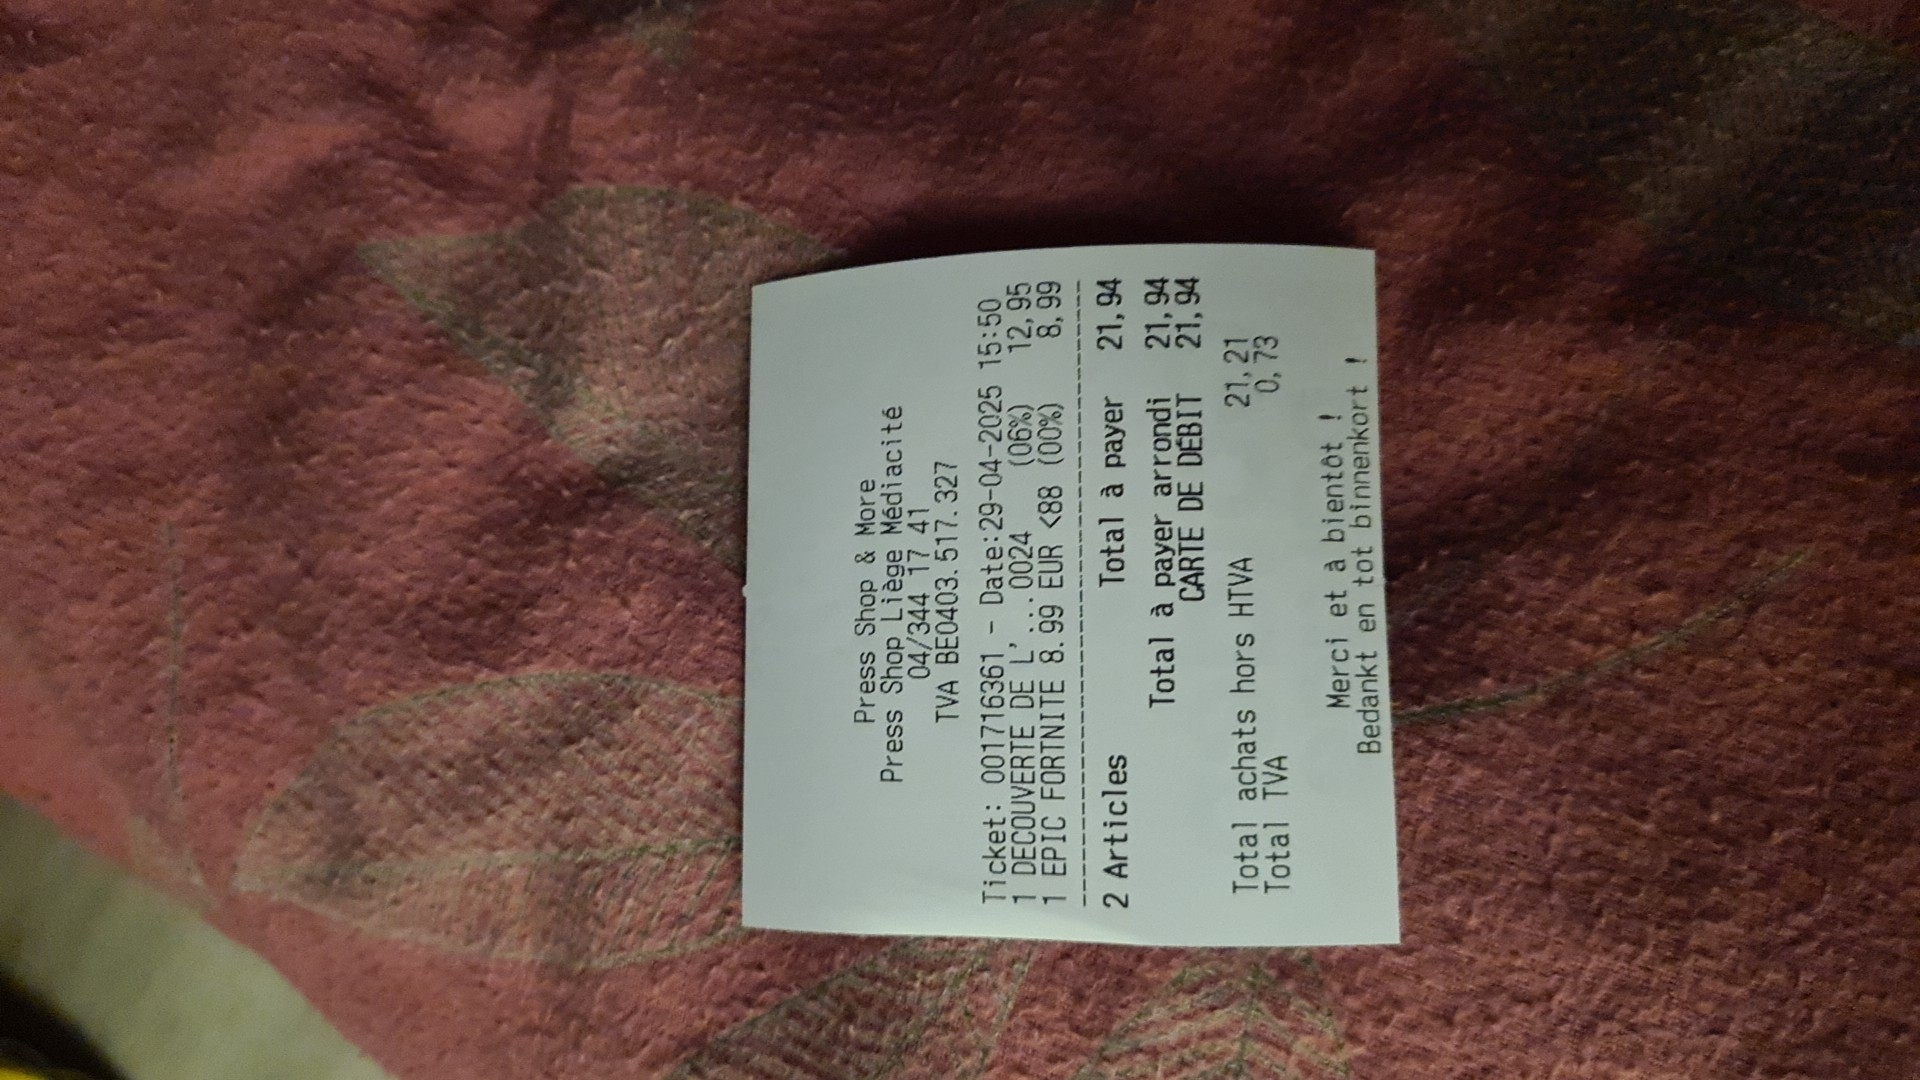 Press Shop & More
Press Shop Liège Médiacité
04/344 17 41
TVA BE0403.517.327
Ticket: 001716361 - Date:29-04-2025 15:50
1 DECOUVERTE DE L'...0024 (06%) 12,95
1 EPIC FORTNITE 8.99 EUR <88 (00%) 8,99
2 Articles Total à payer 21,94
Total à payer arrondi 21,94
CARTE DE DÉBIT 21,94
Total achats hors HTVA 21,21
Total TVA 0,73
Merci et à bientôt !
Bedankt en tot binnenkort !